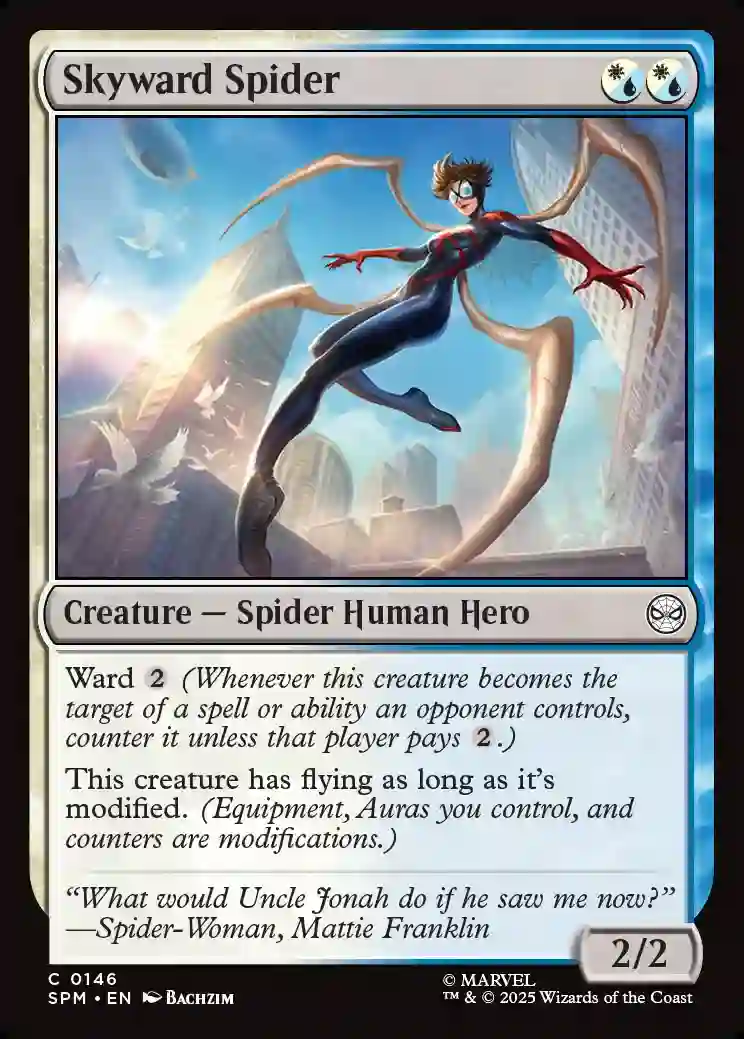 Skyward Spider
Creature — Spider Human Hero
Ward 2 (Whenever this creature becomes the
target of a spell or ability an opponent controls,
counter it unless that player pays 2.)
This creature has flying as long as it's
modified. (Equipment, Auras you control, and
counters are modifications.)
“What would Uncle Jonah do if he saw me now?”
—Spider-Woman, Mattie Franklin
2/2
C 0146
SPM • EN Bachzim
© MARVEL
™ & © 2025 Wizards of the Coast